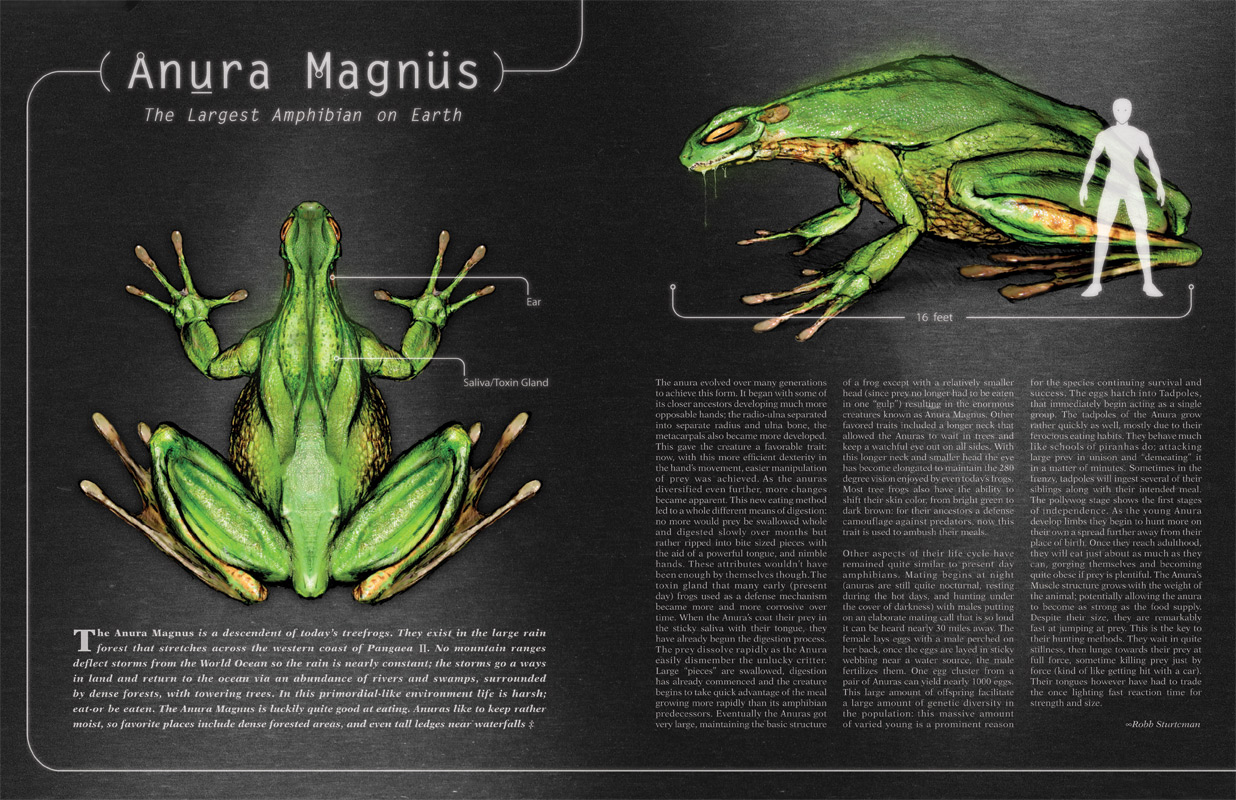 (Anura Magnüs)
The Largest Amphibian on Earth
Ear
Saliva/Toxin Gland
The Anura Magnus is a descendent of today's treefrogs. They exist in the large rain
forest that stretches across the western coast of Pangaea II. No mountain ranges
deflect storms from the World Ocean so the rain is nearly constant; the storms go a ways
in land and return to the ocean via an abundance of rivers and swamps, surrounded
by dense forests, with towering trees. In this primordial-like environment life is harsh;
eat-or be eaten. The Anura Magnus is luckily quite good at eating. Anuras like to keep rather
moist, so favorite places include dense forested areas, and even tall ledges near waterfalls ‡
16 feet
The anura evolved over many generations
to achieve this form. It began with some of
its closer ancestors developing much more
opposable hands; the radio-ulna separated
into separate radius and ulna bone, the
metacarpals also became more developed.
This gave the creature a favorable trait;
now, with this more efficient dexterity in
the hand's movement, easier manipulation
of prey was achieved. As the anuras
diversified even further, more changes
became apparent. This new eating method
led to a whole different means of digestion:
no more would prey be swallowed whole
and digested slowly over months but
rather ripped into bite sized pieces with
the aid of a powerful tongue, and nimble
hands. These attributes wouldn't have
been enough by themselves though. The
toxin gland that many early (present
day) frogs used as a defense mechanism
became more and more corrosive over
time. When the Anura's coat their prey in
the sticky saliva with their tongue, they
have already begun the digestion process.
The prey dissolve rapidly as the Anura
easily dismember the unlucky critter.
Large "pieces" are swallowed, digestion
has already commenced and the creature
begins to take quick advantage of the meal
growing more rapidly than its amphibian
predecessors. Eventually the Anuras got
very large, maintaining the basic structure
of a frog except with a relatively smaller
head (since prey no longer had to be eaten
in one "gulp") resulting in the enormous
creatures known as Anura Magnus. Other
favored traits included a longer neck that
allowed the Anuras to wait in trees and
keep a watchful eye out on all sides. With
this longer neck and smaller head the eye
has become elongated to maintain the 280
degree vision enjoyed by even today's frogs.
Most tree frogs also have the ability to
shift their skin color; from bright green to
dark brown: for their ancestors a defense
camouflage against predators, now this
trait is used to ambush their meals.
Other aspects of their life cycle have
remained quite similar to present day
amphibians. Mating begins at night
(anuras are still quite nocturnal, resting
during the hot days, and hunting under
the cover of darkness) with males putting
on an elaborate mating call that is so loud
it can be heard nearly 30 miles away. The
female lays eggs with a male perched on
her back, once the eggs are layed in sticky
webbing near a water source, the male
fertilizes them. One egg cluster from a
pair of Anuras can yield nearly 1000 eggs.
This large amount of offspring facilitate
a large amount of genetic diversity in
the population: this massive amount
of varied young is a prominent reason
for the species continuing survival and
success. The eggs hatch into Tadpoles,
that immediately begin acting as a single
group. The tadpoles of the Anura grow
rather quickly as well, mostly due to their
ferocious eating habits. They behave much
like schools of piranhas do; attacking
large prey in unison and "demeating" is
in a matter of minutes. Sometimes in the
frenzy, tadpoles will ingest several of their
siblings along with their intended meal.
The pollywog stage shows the first stages
of independence. As the young Anura
develop limbs they begin to hunt more on
their own a spread further away from their
place of birth. Once they reach adulthood,
they will eat just about as much as they
can, gorging themselves and becoming
quite obese if prey is plentiful. The Anura's
Muscle structure grows with the weight of
the animal; potentially allowing the anura
to become as strong as the food supply.
Despite their size, they are remarkably
fast at jumping at prey. This is the key to
their hunting methods. They wait in quite
stillness, then lunge towards their prey at
full force, sometime killing prey just by
force (kind of like getting hit with a car).
Their tongues however have had to trade
the once lighting fast reaction time for
strength and size.
∞Robb Sturtcman